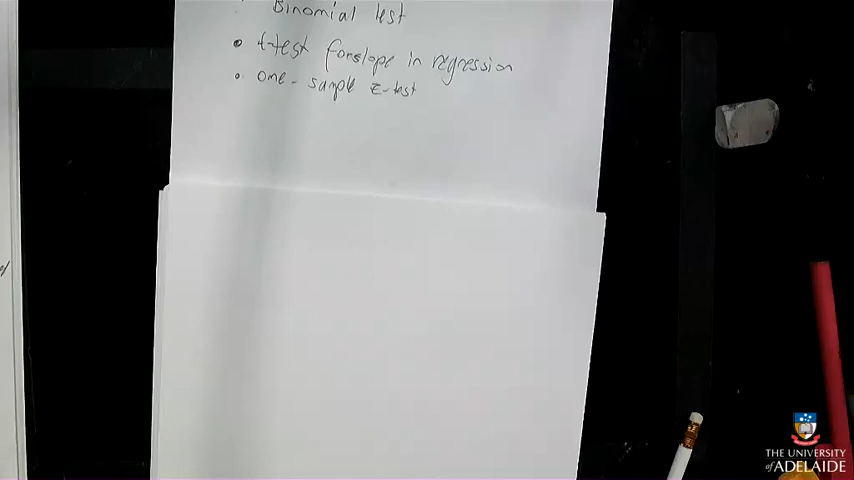 Binomial test
• t-test for slope in regression
• one-sample z-test
THE UNIVERSITY
of ADELAIDE